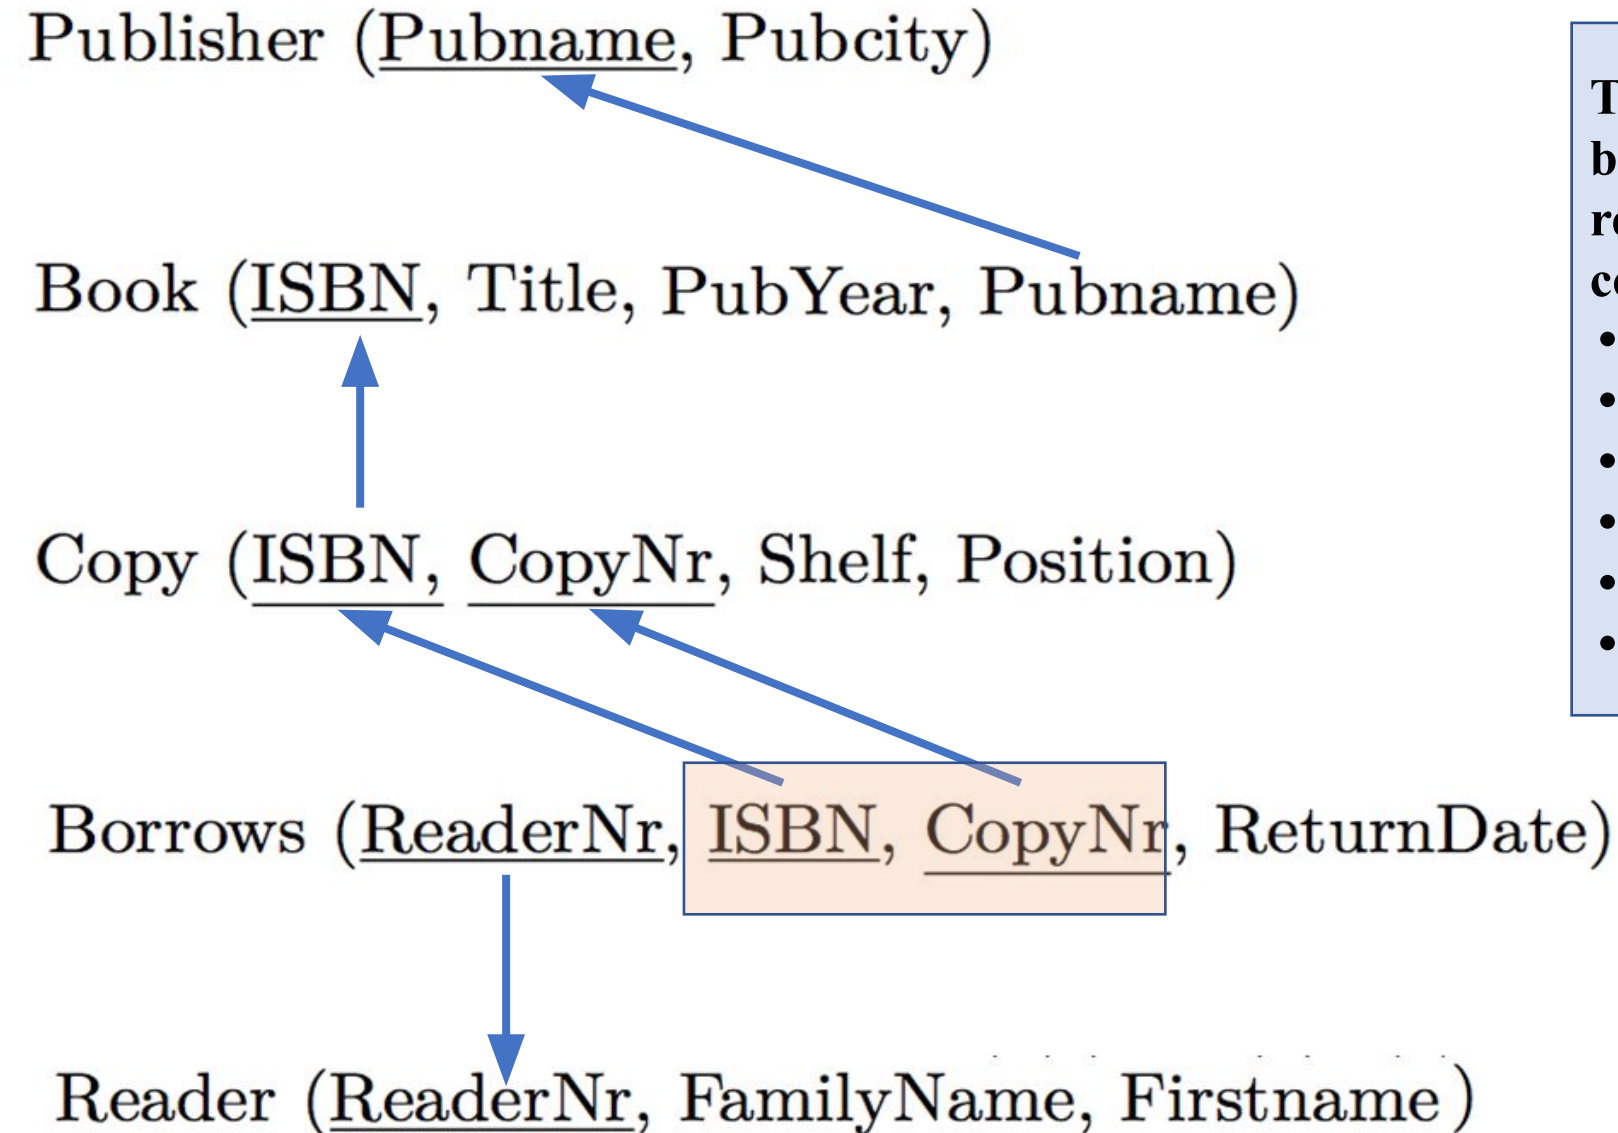 Publisher (Pubname, Pubcity)
Book (ISBN, Title, PubYear, Pubname)
Copy (ISBN, CopyNr, Shelf, Position)
Borrows (ReaderNr, ISBN, CopyNr, ReturnDate)
Reader (ReaderNr, FamilyName, Firstname)